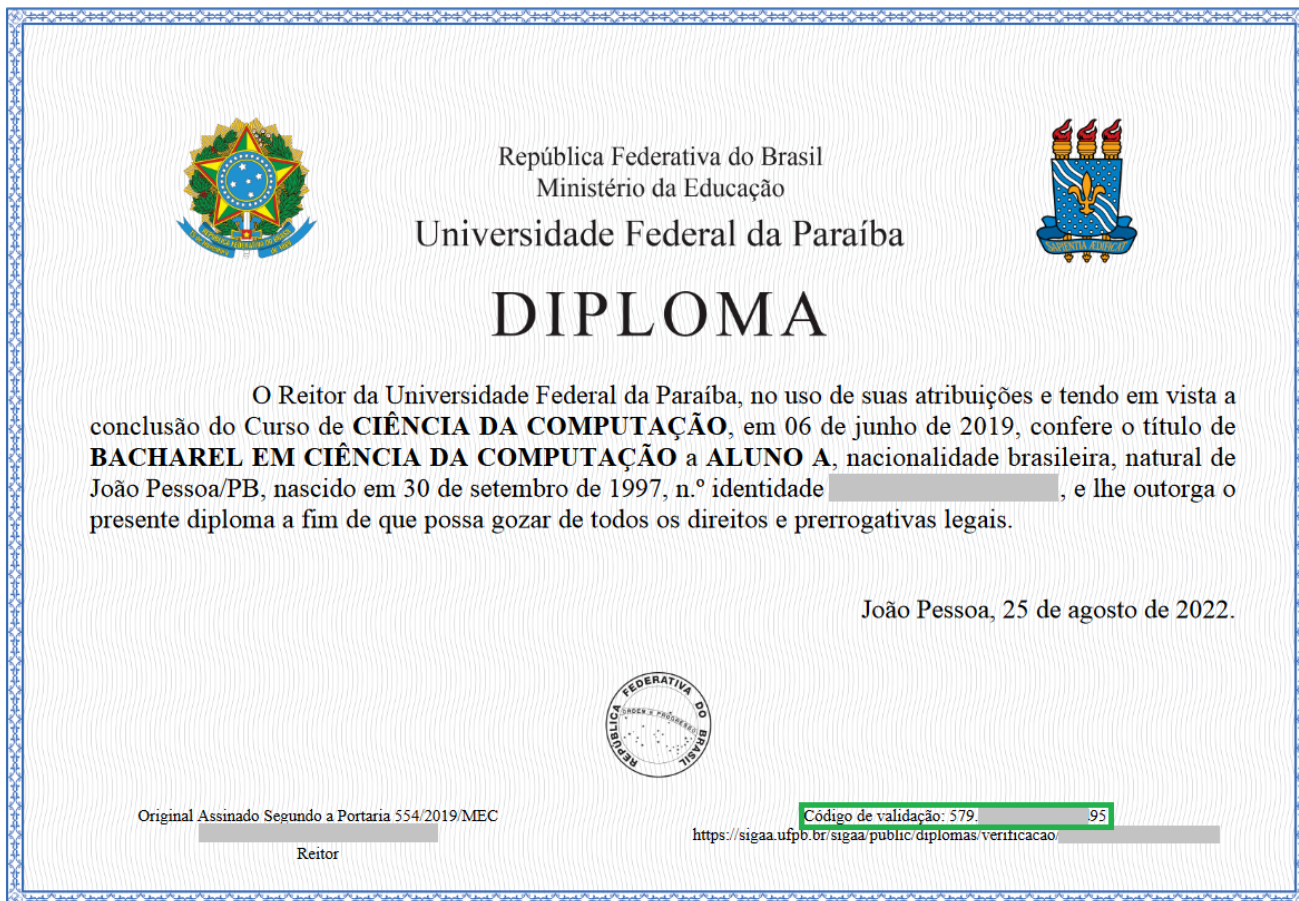 República Federativa do Brasil
Ministério da Educação
Universidade Federal da Paraíba
DIPLOMA
O Reitor da Universidade Federal da Paraíba, no uso de suas atribuições e tendo em vista a
conclusão do Curso de CIÊNCIA DA COMPUTAÇÃO, em 06 de junho de 2019, confere o título de
BACHAREL EM CIÊNCIA DA COMPUTAÇÃO a ALUNO A, nacionalidade brasileira, natural de
João Pessoa/PB, nascido em 30 de setembro de 1997, n.º identidade , e lhe outorga o
presente diploma a fim de que possa gozar de todos os direitos e prerrogativas legais.
João Pessoa, 25 de agosto de 2022.
REPÚBLICA FEDERATIVA DO BRASIL
ORDEM E PROGRESSO
SAPIENTIA ÆDIFICAT
Original Assinado Segundo a Portaria 554/2019/MEC
Reitor
Código de validação: 579. 95
https://sigaa.ufpb.br/sigaa/public/diplomas/verificacao/